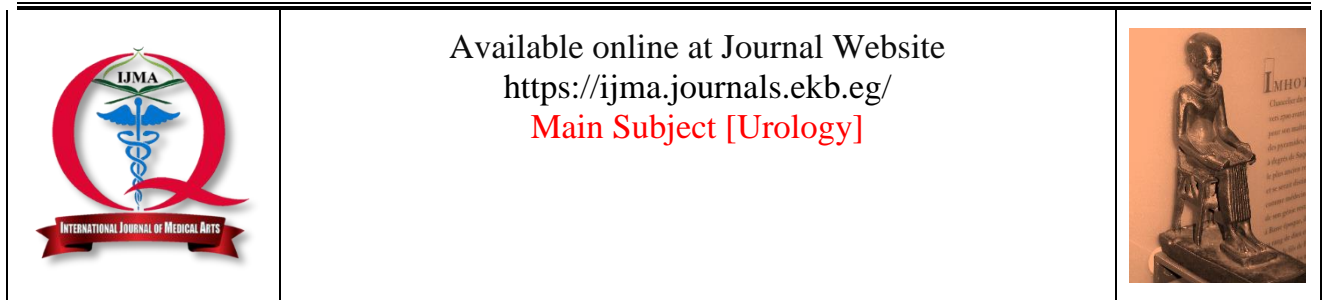 IJMA
INTERNATIONAL JOURNAL OF MEDICAL ARTS
Available online at Journal Website
https://ijma.journals.ekb.eg/
Main Subject [Urology]